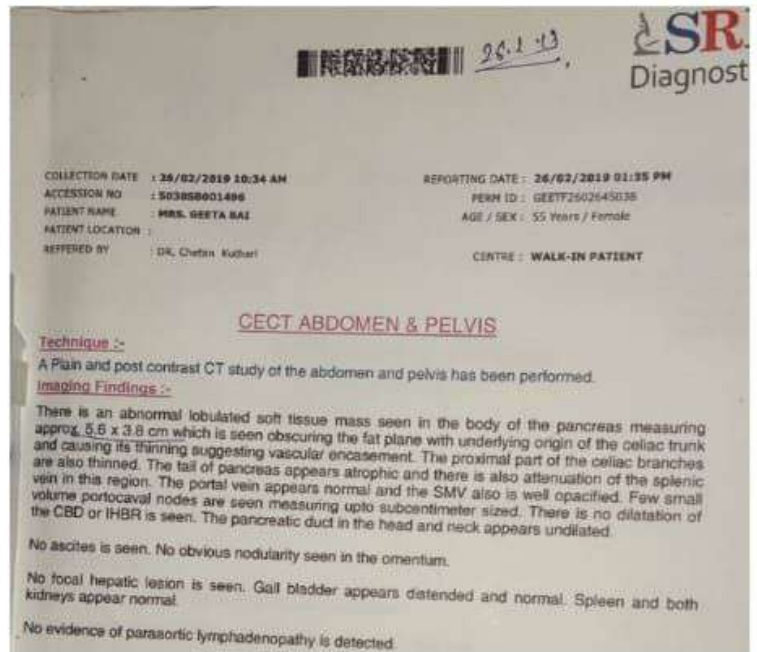 26.2.19
SR
Diagnost
COLLECTION DATE : 26/02/2019 10:34 AM
REPORTING DATE : 26/02/2019 01:35 PM
ACCESSION NO : 5038SB001496
PERM ID : GEETF2602645038
PATIENT NAME : MRS. GEETA BAI
AGE / SEX : 55 Years / Female
PATIENT LOCATION :
REFFERED BY : DR. Chetan Kothari
CENTRE : WALK-IN PATIENT
CECT ABDOMEN & PELVIS
Technique :-
A Plain and post contrast CT study of the abdomen and pelvis has been performed.
Imaging Findings :-
There is an abnormal lobulated soft tissue mass seen in the body of the pancreas measuring
approx. 5.6 x 3.8 cm which is seen obscuring the fat plane with underlying origin of the celiac trunk
and causing its thinning suggesting vascular encasement. The proximal part of the celiac branches
are also thinned. The tail of pancreas appears atrophic and there is also attenuation of the splenic
vein in this region. The portal vein appears normal and the SMV also is well opacified. Few small
volume portocaval nodes are seen measuring upto subcentimeter sized. There is no dilatation of
the CBD or IHBR is seen. The pancreatic duct in the head and neck appears undilated.
No ascites is seen. No obvious nodularity seen in the omentum.
No focal hepatic lesion is seen. Gall bladder appears distended and normal. Spleen and both
kidneys appear normal.
No evidence of paraaortic lymphadenopathy is detected.